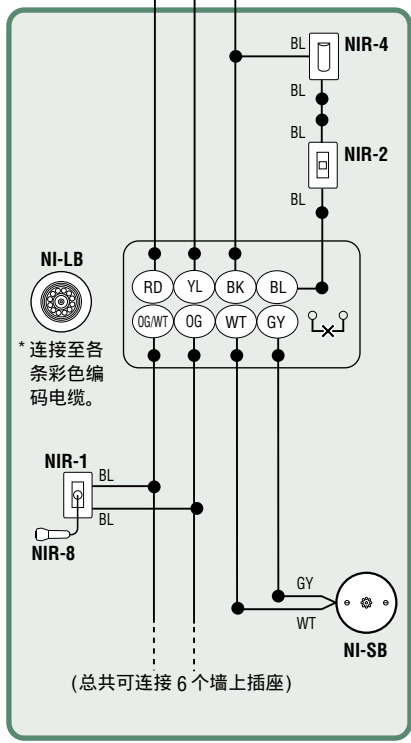 BL NIR-4
BL
BL
NIR-2
BL
NI-LB
RD YL BK BL
OG/WT OG WT GY
* 连接至各
条彩色编
码电缆。
NIR-1
BL
BL
NIR-8
GY
WT
NI-SB
(总共可连接 6 个墙上插座)